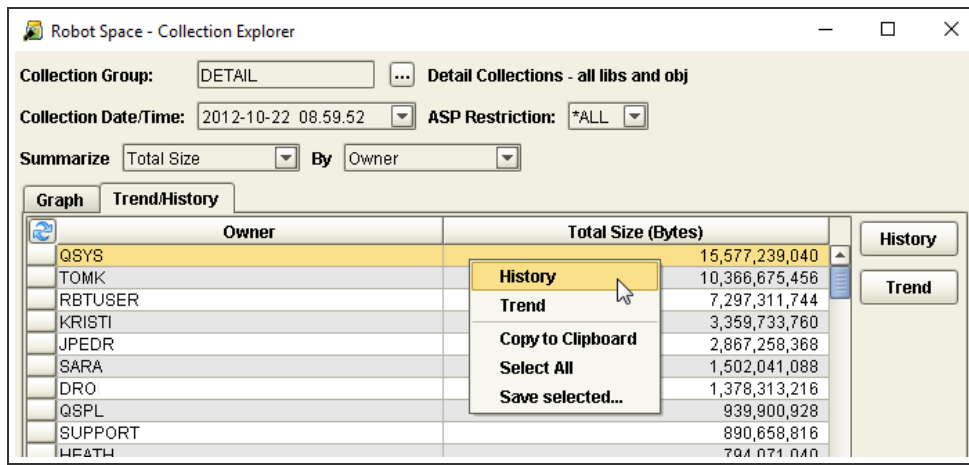 Robot Space - Collection Explorer
Collection Group: DETAIL ... Detail Collections - all libs and obj
Collection Date/Time: 2012-10-22 08.59.52 ASP Restriction: *ALL
Summarize Total Size By Owner
Graph Trend/History
Owner Total Size (Bytes) History
QSYS 15,577,239,040
History
TOMK 10,366,675,456 Trend
Trend
RBTUSER 7,297,311,744
KRISTI 3,359,733,760
Copy to Clipboard
JPEDR 2,867,258,368
Select All
SARA 1,502,041,088
DRO 1,378,313,216
Save selected...
QSPL 939,900,928
SUPPORT 890,658,816
HEATH 794,071,040